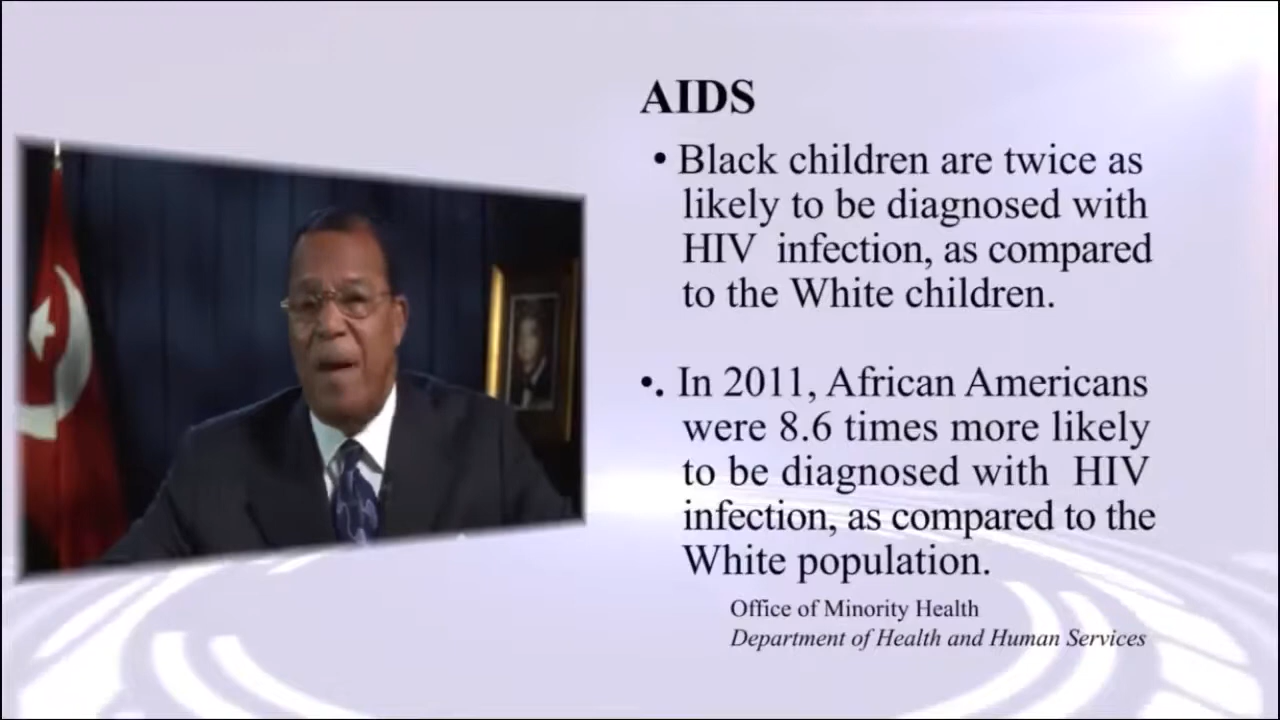 AIDS
• Black children are twice as
likely to be diagnosed with
HIV  infection, as compared
to the White children.
•. In 2011, African Americans
were 8.6 times more likely
to be diagnosed with  HIV
infection, as compared to the
White population.
Office of Minority Health
Department of Health and Human Services